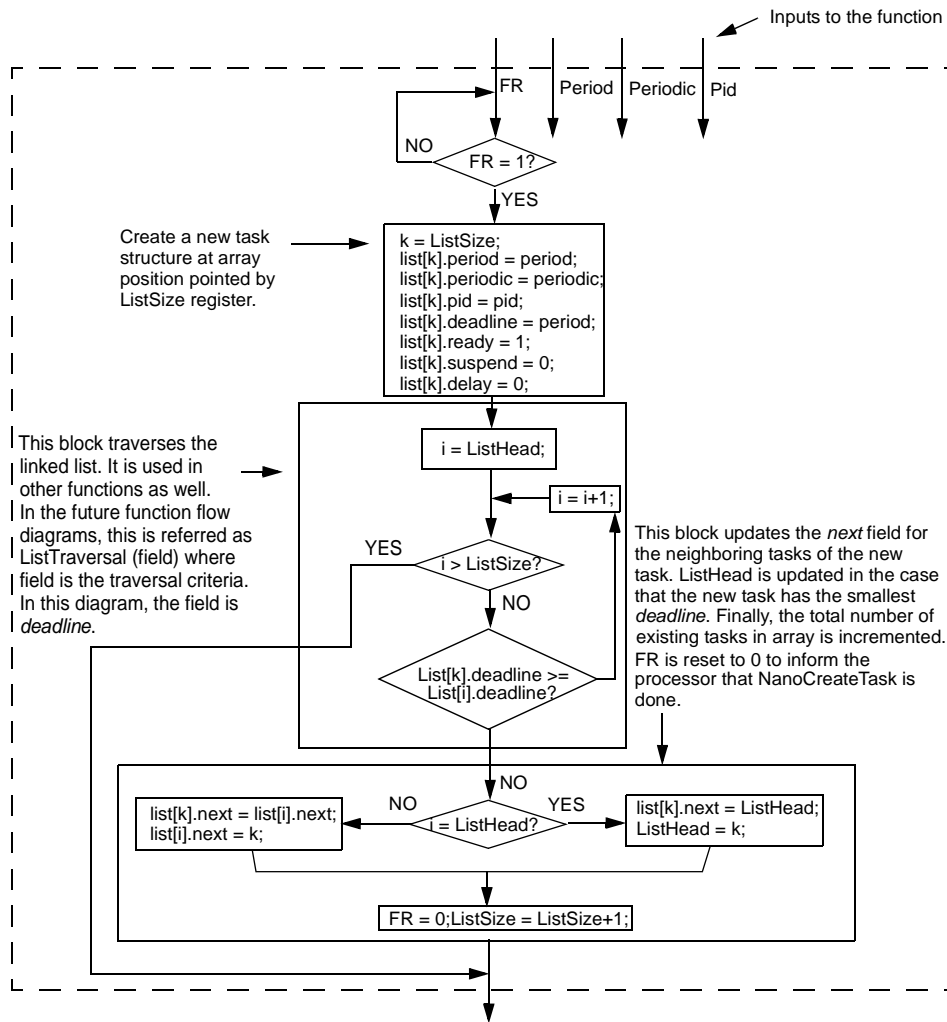 Inputs to the function
FR
Period
Periodic
Pid
NO
FR = 1?
YES
Create a new task
structure at array
position pointed by
ListSize register.
k = ListSize;
list[k].period = period;
list[k].periodic = periodic;
list[k].pid = pid;
list[k].deadline = period;
list[k].ready = 1;
list[k].suspend = 0;
list[k].delay = 0;
This block traverses the
linked list. It is used in
other functions as well.
In the future function flow
diagrams, this is referred as
ListTraversal (field) where
field is the traversal criteria.
In this diagram, the field is
deadline.
i = ListHead;
i = i+1;
YES
i > ListSize?
NO
List[k].deadline >=
List[i].deadline?
This block updates the next field for
the neighboring tasks of the new
task. ListHead is updated in the case
that the new task has the smallest
deadline. Finally, the total number of
existing tasks in array is incremented.
FR is reset to 0 to inform the
processor that NanoCreateTask is
done.
NO
list[k].next = list[i].next;
list[i].next = k;
NO
i = ListHead?
YES
list[k].next = ListHead;
ListHead = k;
FR = 0;ListSize = ListSize+1;